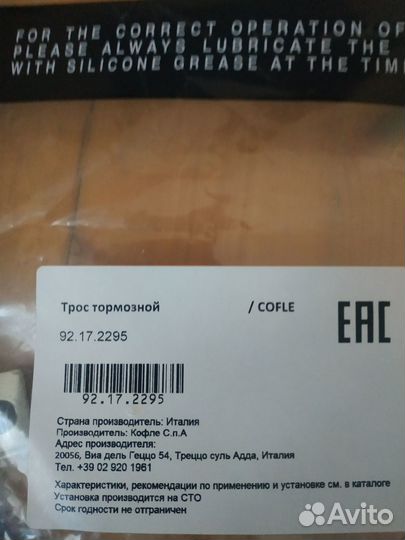 FOR THE CORRECT OPERATION OF
PLEASE ALWAYS LUBRICATE THE
WITH SILICONE GREASE AT THE
Трос тормозной / COFLE
92.17.2295
EAC
92.17.2295
Страна производитель: Италия
Производитель: Кофле С.п.А
Адрес производителя:
20056, Виа дель Геццо 54, Треццо суль Адда, Италия
Тел. +39 02 920 1961
Характеристики, рекомендации по применению и установке см. в каталоге
Установка производится на СТО
Срок годности не отграничен
Avito